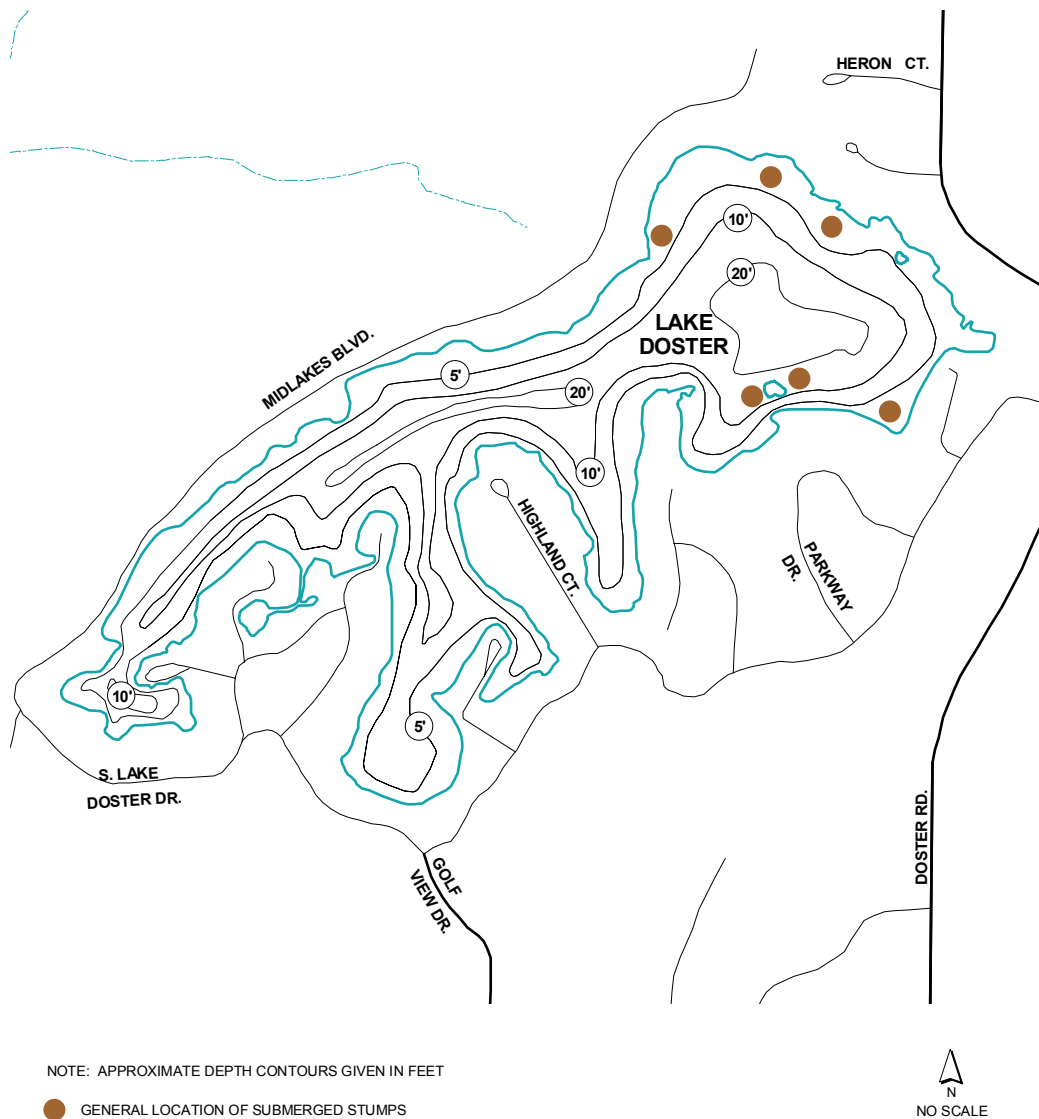 HERON CT.
10'
20'
LAKE
DOSTER
MIDLAKES BLVD.
5'
20'
10'
HIGHLAND CT.
PARKWAY
DR.
10'
5'
S. LAKE
DOSTER DR.
GOLF
VIEW DR.
DOSTER RD.
NOTE: APPROXIMATE DEPTH CONTOURS GIVEN IN FEET
GENERAL LOCATION OF SUBMERGED STUMPS
N
NO SCALE